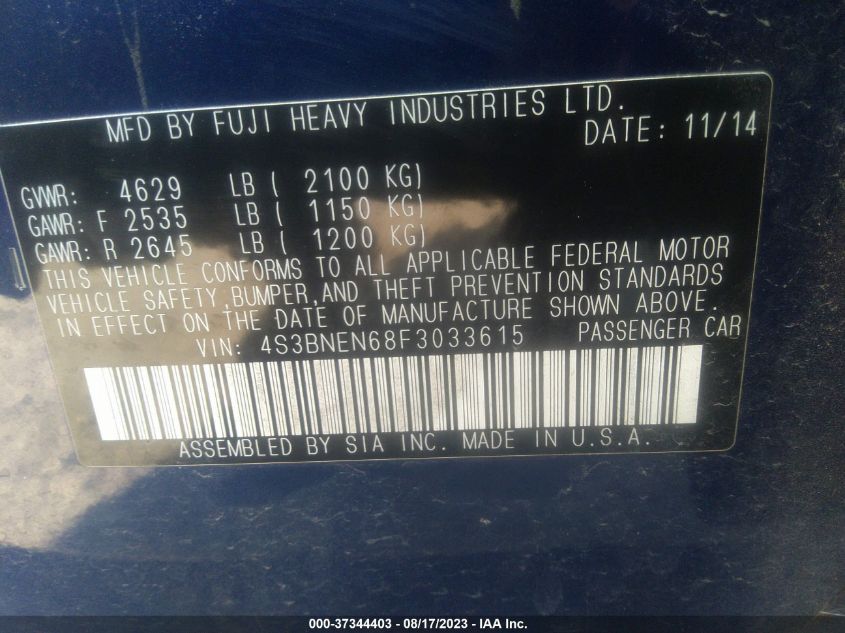 MFD BY FUJI HEAVY INDUSTRIES LTD.
DATE: 11/14
GVWR: 4629 LB ( 2100 KG)
GAWR: F 2535 LB ( 1150 KG)
GAWR: R 2645 LB ( 1200 KG)
THIS VEHICLE CONFORMS TO ALL APPLICABLE FEDERAL MOTOR
VEHICLE SAFETY,BUMPER,AND THEFT PREVENTION STANDARDS
IN EFFECT ON THE DATE OF MANUFACTURE SHOWN ABOVE.
VIN: 4S3BNEN68F3033615 PASSENGER CAR
ASSEMBLED BY SIA INC. MADE IN U.S.A.
000-37344403 - 08/17/2023 - IAA Inc.